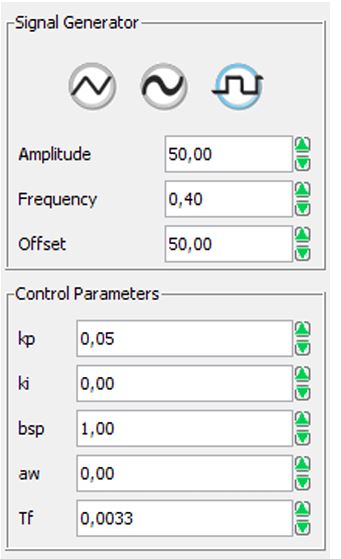 Signal Generator
Amplitude 50,00
Frequency 0,40
Offset 50,00
Control Parameters
kp 0,05
ki 0,00
bsp 1,00
aw 0,00
Tf 0,0033